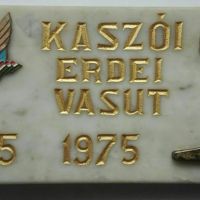 KASZÓI
ERDEI
VASUT
5 1975